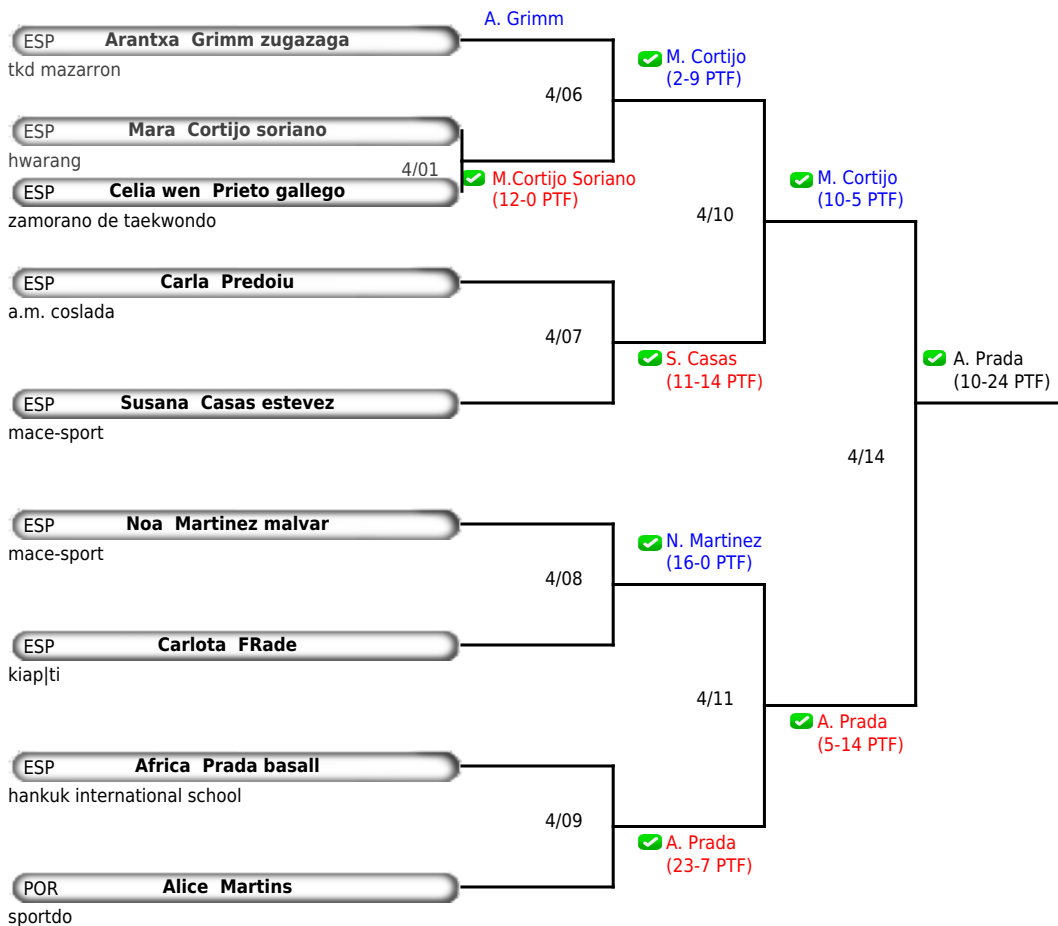 A. Grimm
ESP Arantxa Grimm zugazaga
tkd mazarron
M. Cortijo
(2-9 PTF)
4/06
ESP Mara Cortijo soriano
hwarang
4/01
M.Cortijo Soriano
(12-0 PTF)
ESP Celia wen Prieto gallego
zamorano de taekwondo
M. Cortijo
(10-5 PTF)
4/10
ESP Carla Predoiu
a.m. coslada
4/07
S. Casas
(11-14 PTF)
A. Prada
(10-24 PTF)
ESP Susana Casas estevez
mace-sport
4/14
ESP Noa Martinez malvar
mace-sport
N. Martinez
(16-0 PTF)
4/08
ESP Carlota FRade
kiap|ti
4/11
A. Prada
(5-14 PTF)
ESP Africa Prada basall
hankuk international school
4/09
A. Prada
(23-7 PTF)
POR Alice Martins
sportdo